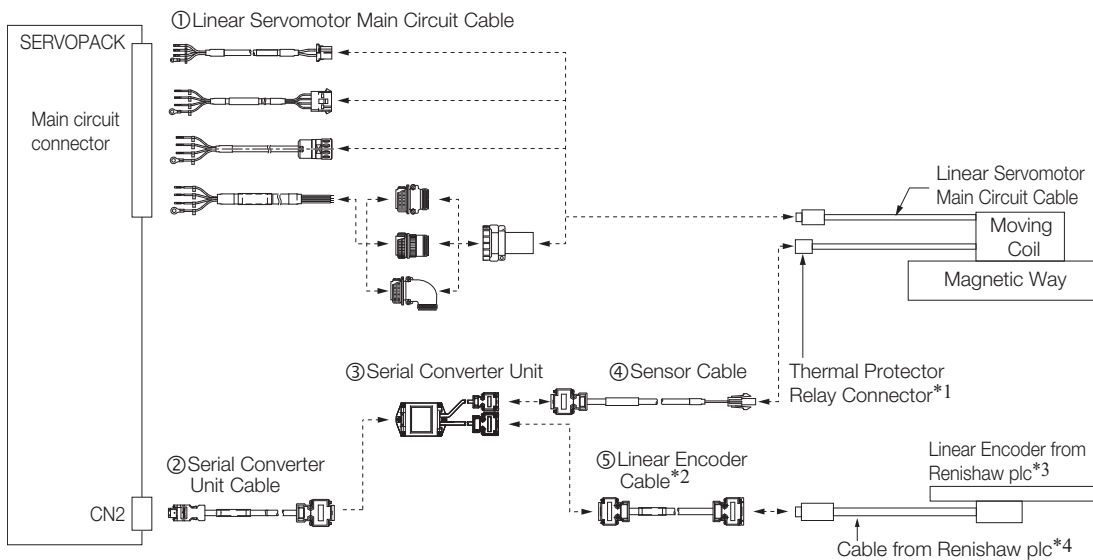 ①Linear Servomotor Main Circuit Cable
SERVOPACK
Main circuit
connector
Linear Servomotor
Main Circuit Cable
Moving
Coil
Magnetic Way
③Serial Converter Unit
④Sensor Cable
Thermal Protector
Relay Connector*1
②Serial Converter
Unit Cable
⑤Linear Encoder
Cable*2
Linear Encoder from
Renishaw plc*3
CN2
Cable from Renishaw plc*4